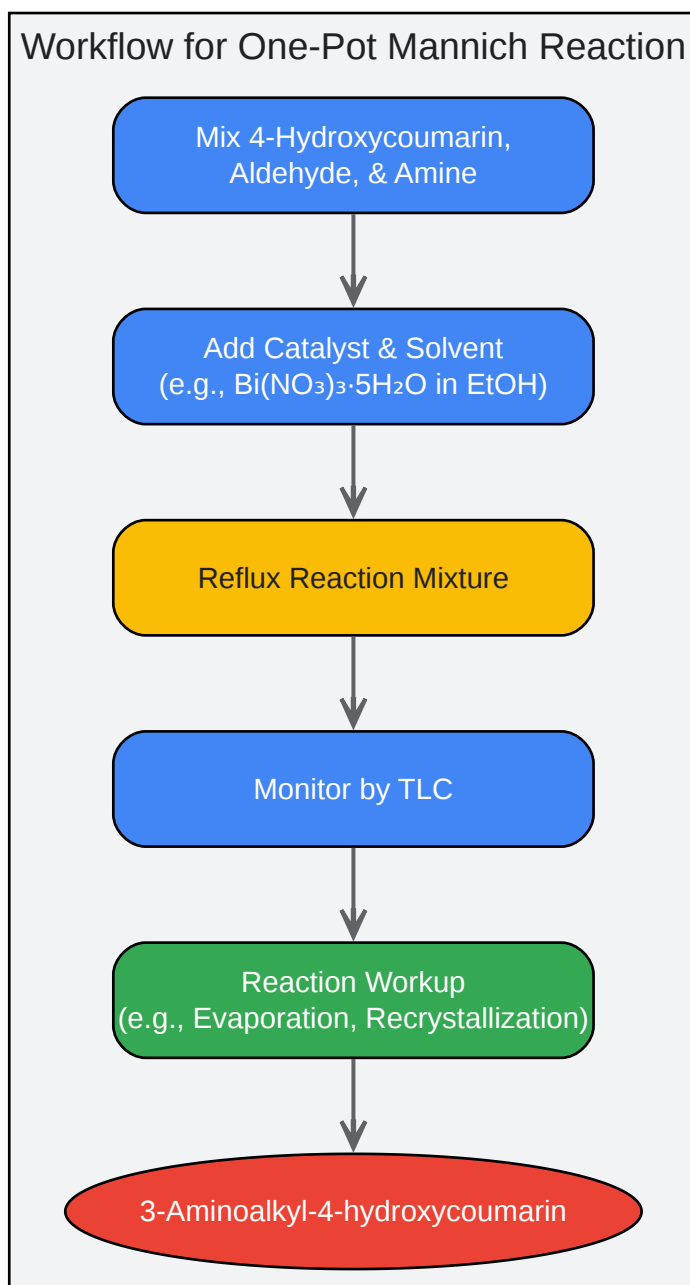 Workflow for One-Pot Mannich Reaction
Mix 4-Hydroxycoumarin,
Aldehyde, & Amine
Add Catalyst & Solvent
(e.g., Bi(NO₃)₃·5H₂O in EtOH)
Reflux Reaction Mixture
Monitor by TLC
Reaction Workup
(e.g., Evaporation, Recrystallization)
3-Aminoalkyl-4-hydroxycoumarin